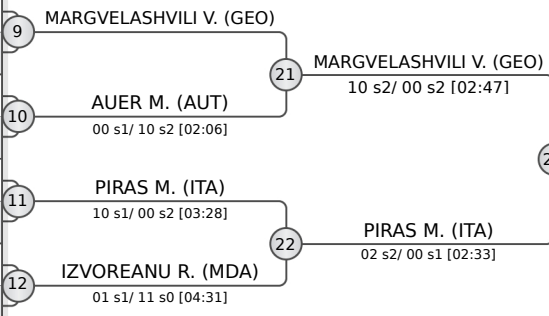 9
MARGVELASHVILI V. (GEO)
21
MARGVELASHVILI V. (GEO)
10 s2/ 00 s2 [02:47]
10
AUER M. (AUT)
00 s1/ 10 s2 [02:06]
11
PIRAS M. (ITA)
10 s1/ 00 s2 [03:28]
22
PIRAS M. (ITA)
02 s2/ 00 s1 [02:33]
12
IZVOREANU R. (MDA)
01 s1/ 11 s0 [04:31]